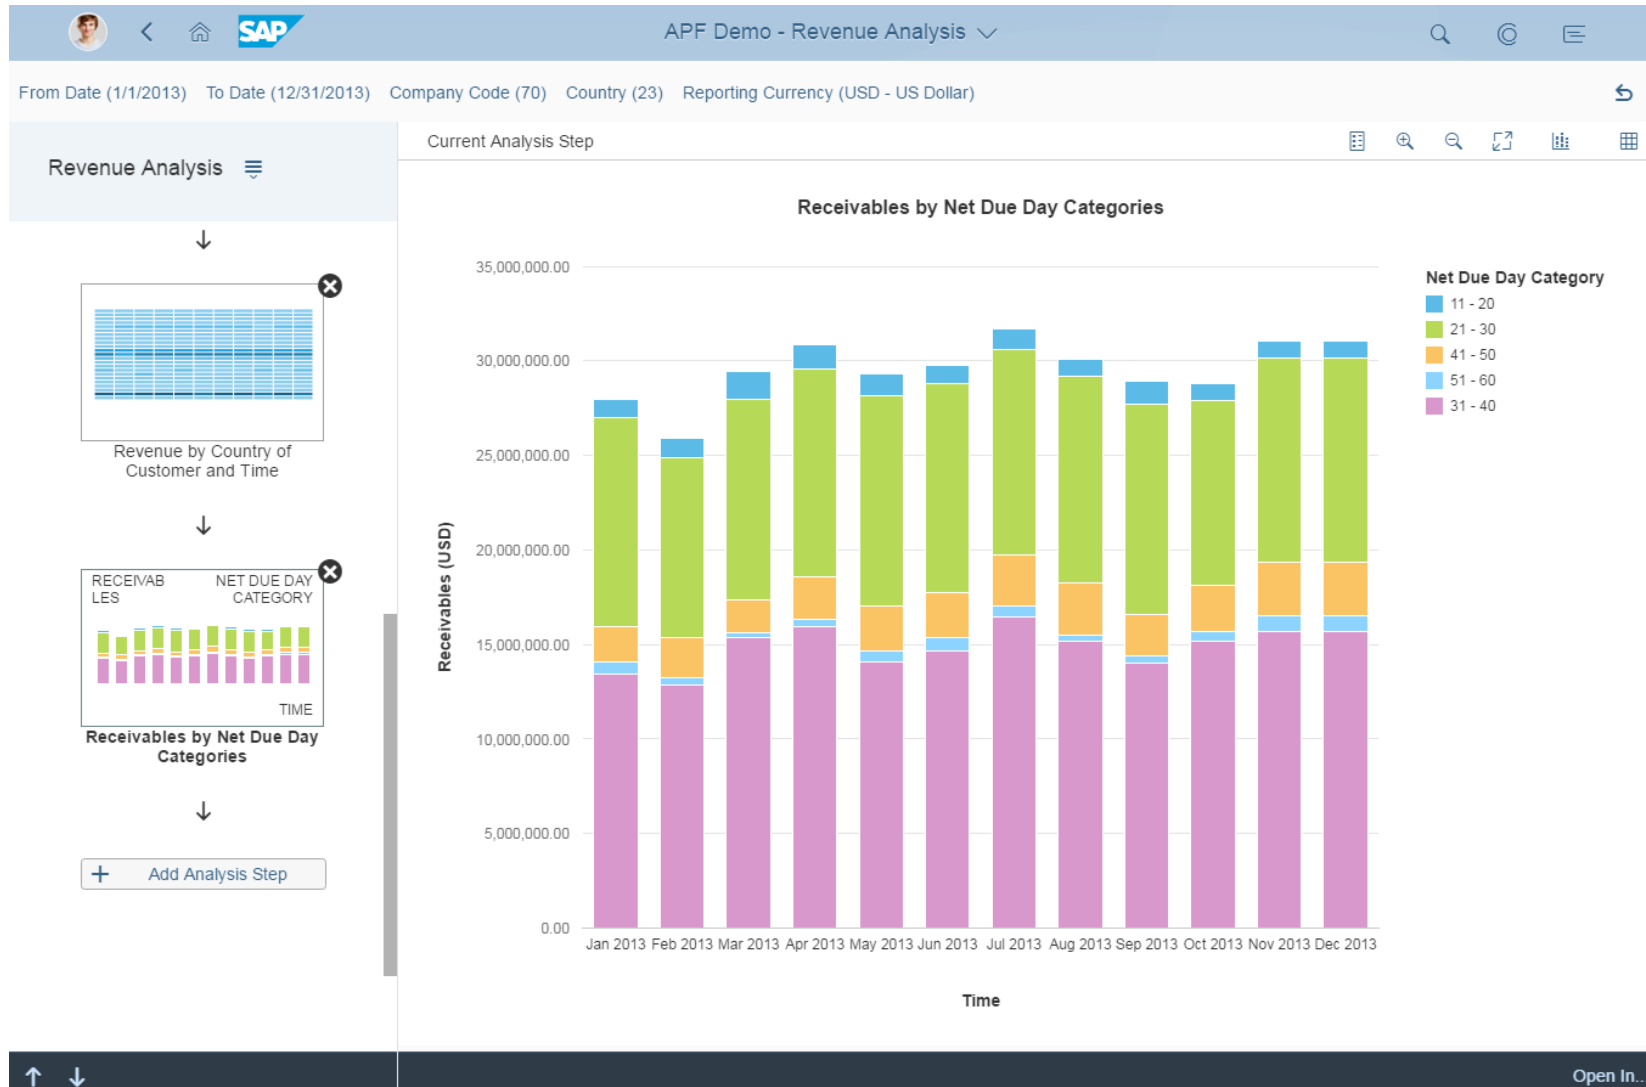 SAP
APF Demo - Revenue Analysis
From Date (1/1/2013) To Date (12/31/2013) Company Code (70) Country (23) Reporting Currency (USD - US Dollar)
Revenue Analysis
Revenue by Country of
Customer and Time
RECEIVAB
LES
NET DUE DAY
CATEGORY
TIME
Receivables by Net Due Day
Categories
Add Analysis Step
Current Analysis Step
Receivables by Net Due Day Categories
Receivables (USD)
35,000,000.00
30,000,000.00
25,000,000.00
20,000,000.00
15,000,000.00
10,000,000.00
5,000,000.00
0.00
Jan 2013 Feb 2013 Mar 2013 Apr 2013 May 2013 Jun 2013 Jul 2013 Aug 2013 Sep 2013 Oct 2013 Nov 2013 Dec 2013
Time
Net Due Day Category
11 - 20
21 - 30
41 - 50
51 - 60
31 - 40
Open In..